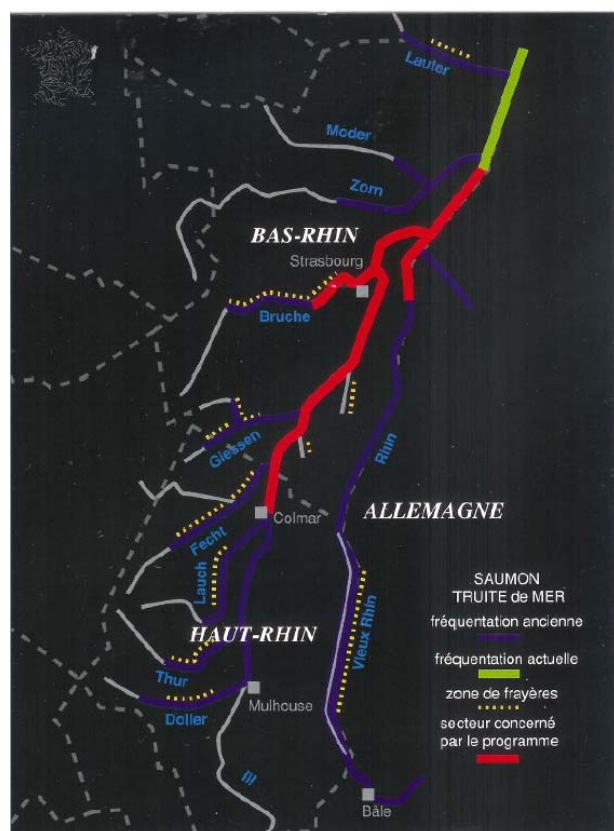 Lauter
Moder
Zorn
BAS-RHIN
Strasbourg
Bruche
Giessen
Rhin
Colmar
ALLEMAGNE
Fecht
Lauch
HAUT-RHIN
Vieux Rhin
Thur
Doller
Mulhouse
Ill
Bâle
SAUMON
TRUITE de MER
fréquentation ancienne
fréquentation actuelle
zone de frayères
secteur concerné
par le programme